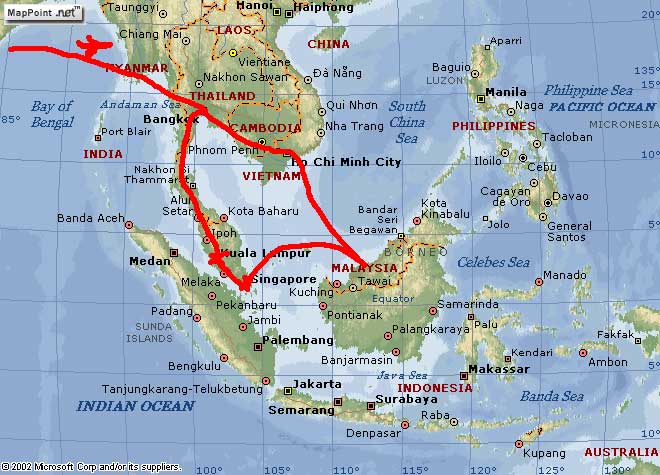 MapPoint .net™
Taunggyi
Hanoi
Haiphong
LAOS
CHINA
Chiang Mai
Vientiane
Aparri
Baguio
LUZON
MYANMAR
Nakhon Sawan
Đà Nẵng
THAILAND
Manila
Philippine Sea
Bay of
Bengal
Andaman Sea
Bangkok
Qui Nhơn
South
China
Sea
Naga
PACIFIC OCEAN
85°
CAMBODIA
Nha Trang
PHILIPPINES
MICRONESIA
Port Blair
Phnom Penh
Ho Chi Minh City
Tacloban
INDIA
Iloilo
Cebu
Nakhon Si
Thammarat
VIETNAM
Cagayan
de Oro
Davao
Alur
Setar
Kota Baharu
Bandar
Seri
Begawan
Kota
Kinabalu
Jolo
General
Santos
Banda Aceh
5°
Ipoh
BORNEO
Celebes Sea
Medan
Kuala Lumpur
MALAYSIA
Melaka
Singapore
Kuching
Tawai
Manado
Pekanbaru
Equator
0°
Padang
Pontianak
Samarinda
SUNDA
ISLANDS
Jambi
Palangkaraya
Palu
Fakfak
Palembang
Kendari
Ambon
Bengkulu
Banjarmasin
5°
Java Sea
Makassar
Tanjungkarang-Telukbetung
Jakarta
INDONESIA
Banda Sea
INDIAN OCEAN
Semarang
Surabaya
Raba
Denpasar
Kupang
10°
AUSTRALIA
©2002 Microsoft Corp and/or its suppliers.
100° 105° 110° 115° 120° 125° 130°